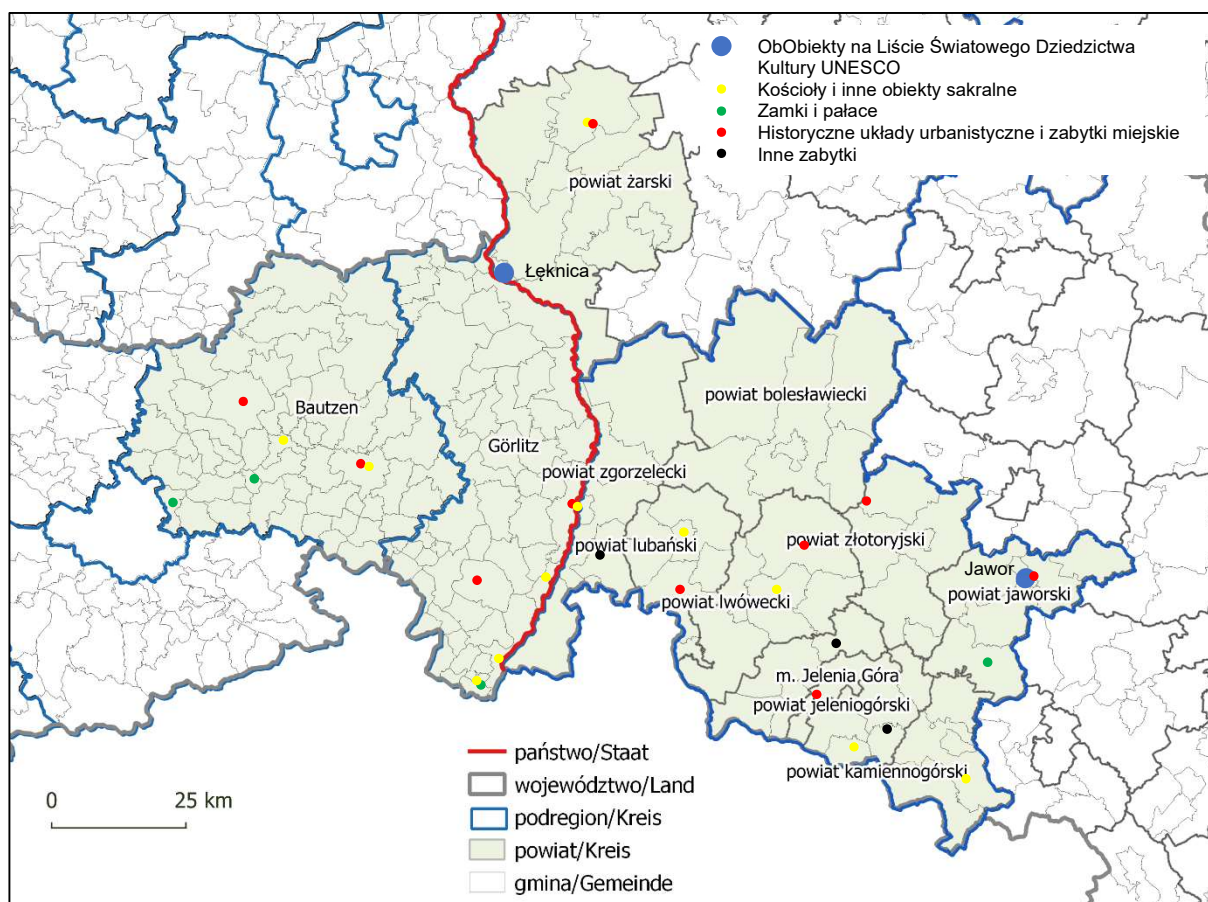 ObObiekty na Liście Światowego Dziedzictwa
Kultury UNESCO
Kościoły i inne obiekty sakralne
Zamki i pałace
Historyczne układy urbanistyczne i zabytki miejskie
Inne zabytki
powiat żarski
Łęknica
powiat bolesławiecki
Bautzen
Görlitz
powiat zgorzelecki
powiat lubański
powiat złotoryjski
Jawor
powiat jaworski
powiat lwówecki
m. Jelenia Góra
powiat jeleniogórski
powiat kamiennogórski
państwo/Staat
województwo/Land
podregion/Kreis
powiat/Kreis
gmina/Gemeinde
0 25 km